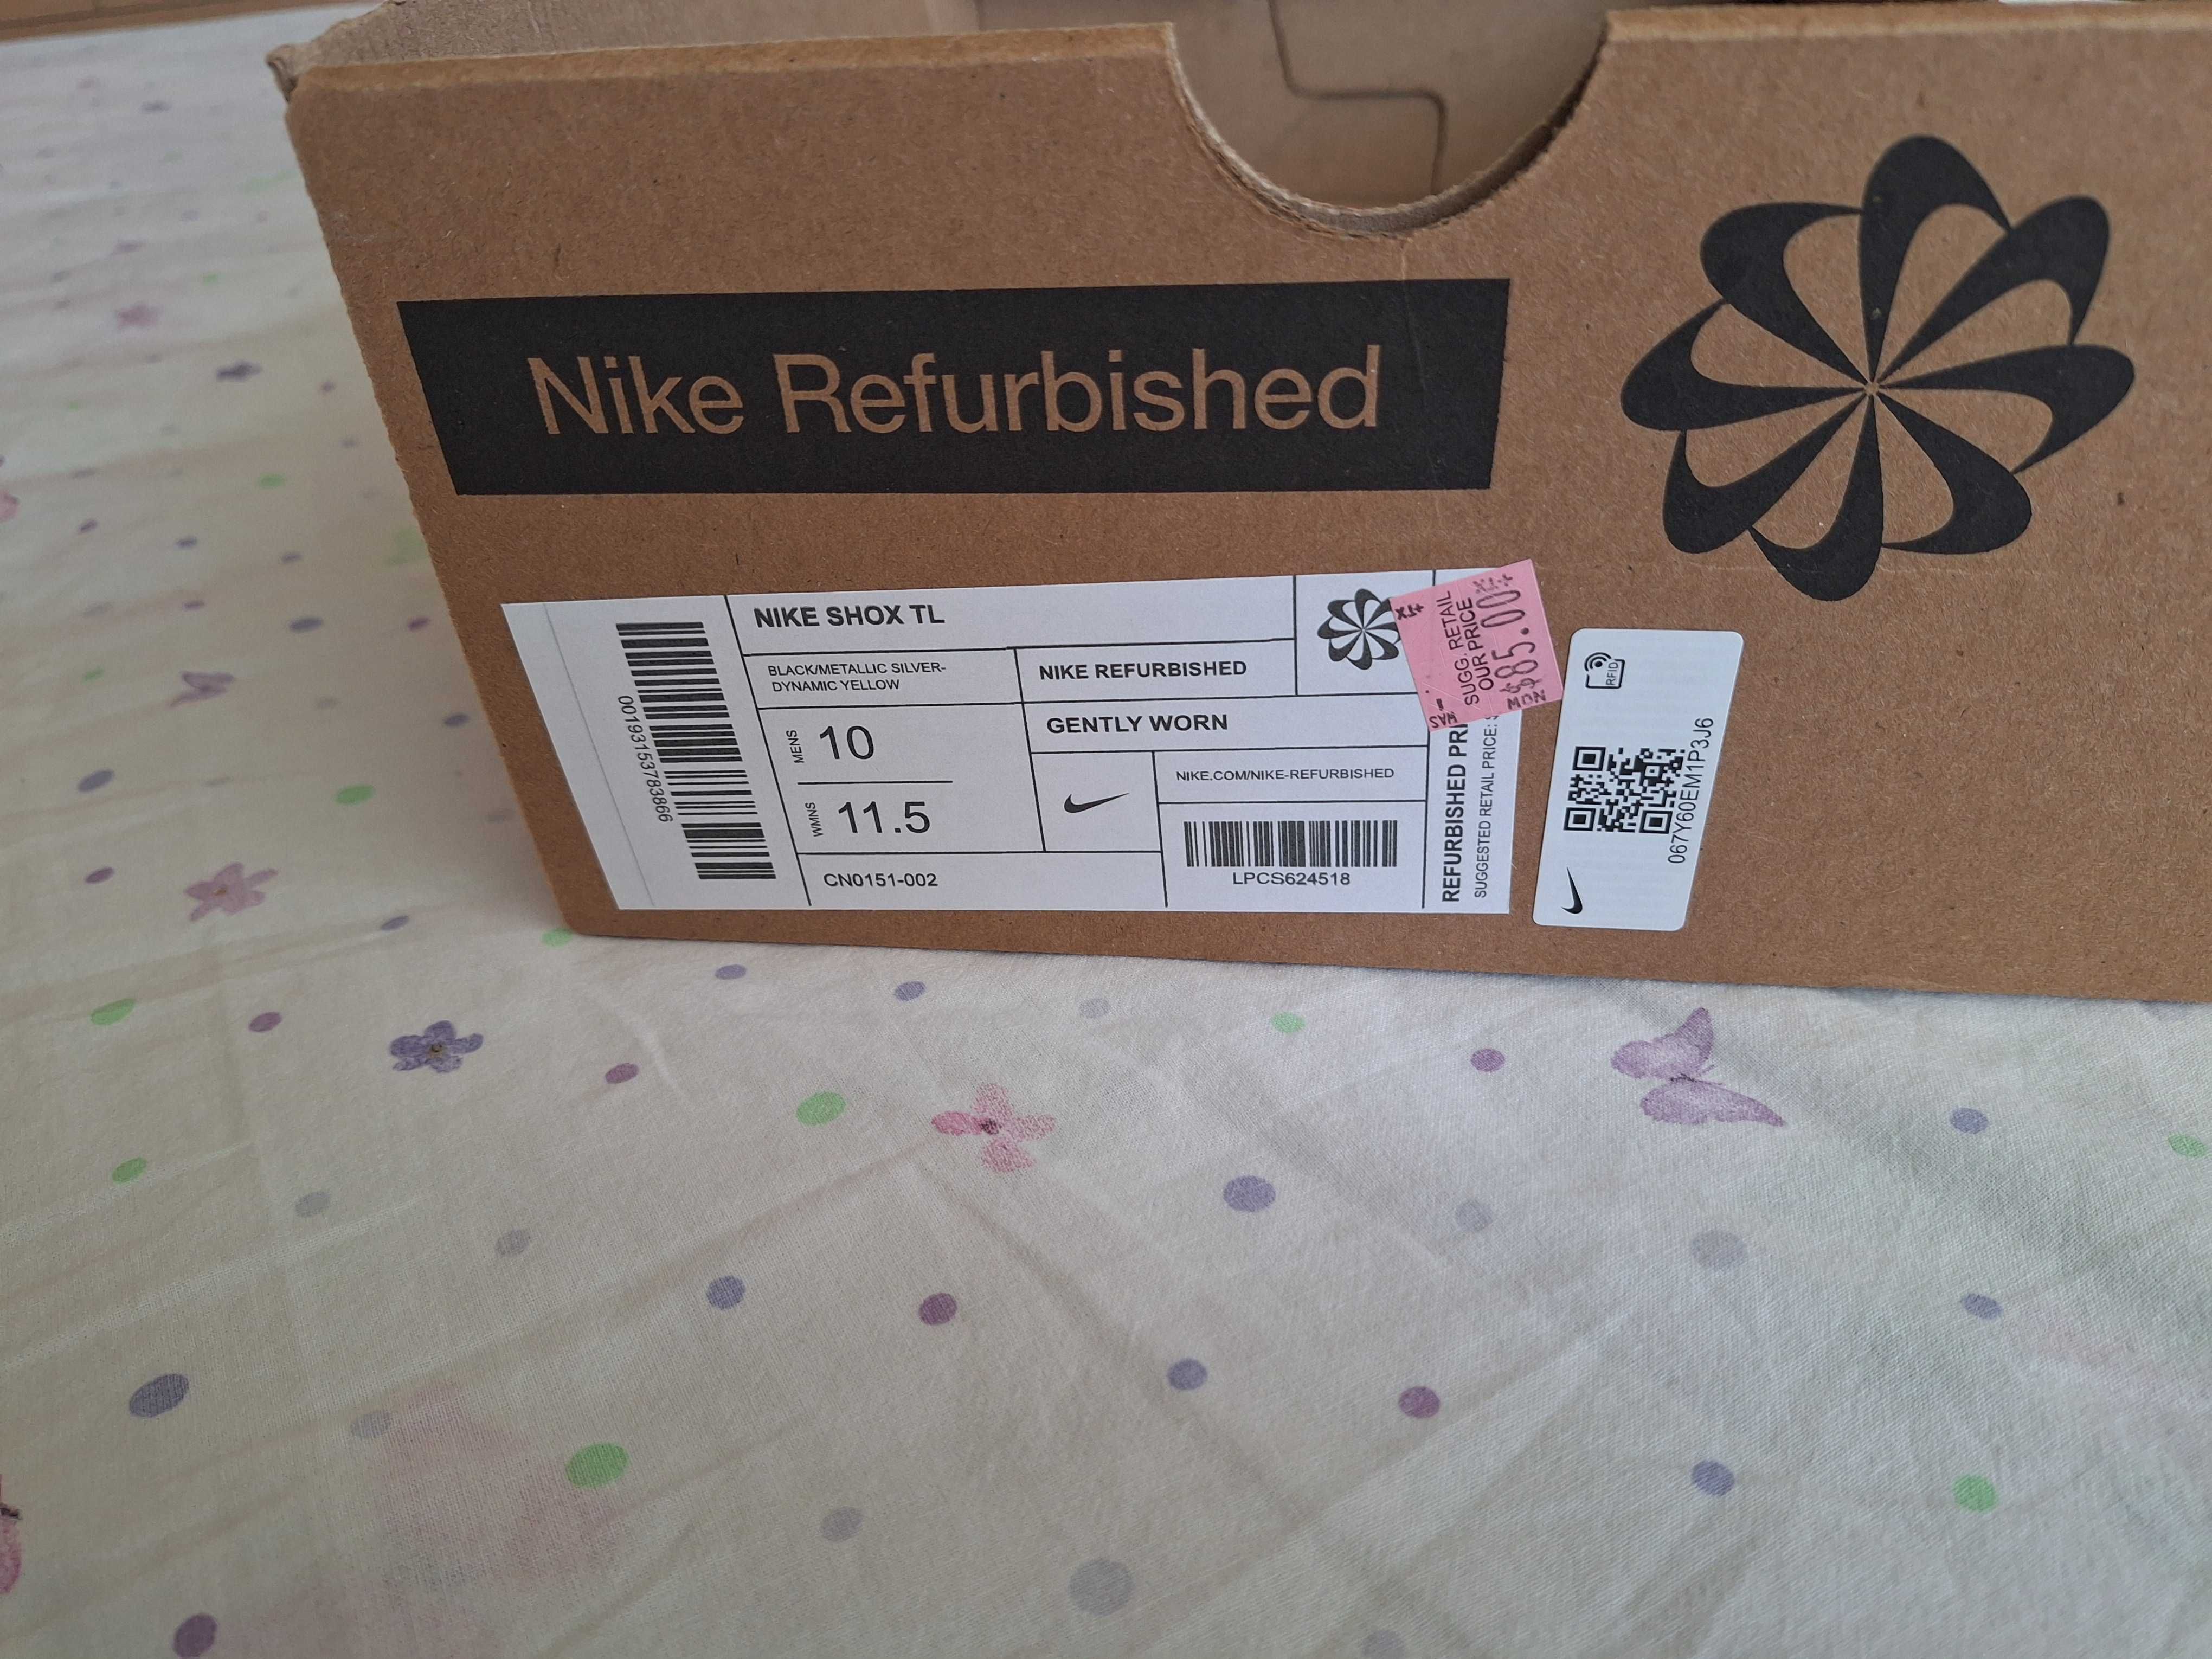 Nike Refurbished
NIKE SHOX TL
BLACK/METALLIC SILVER-
DYNAMIC YELLOW
NIKE REFURBISHED
GENTLY WORN
MENS 10
WMNS 11.5
NIKE.COM/NIKE-REFURBISHED
CN0151-002
LPCS624518
00193153783866
REFURBISHED
SUGGESTED RETAIL PRICE:
SUGG. RETAIL
OUR PRICE
$85.00
RFID
067Y60EM1P3J6